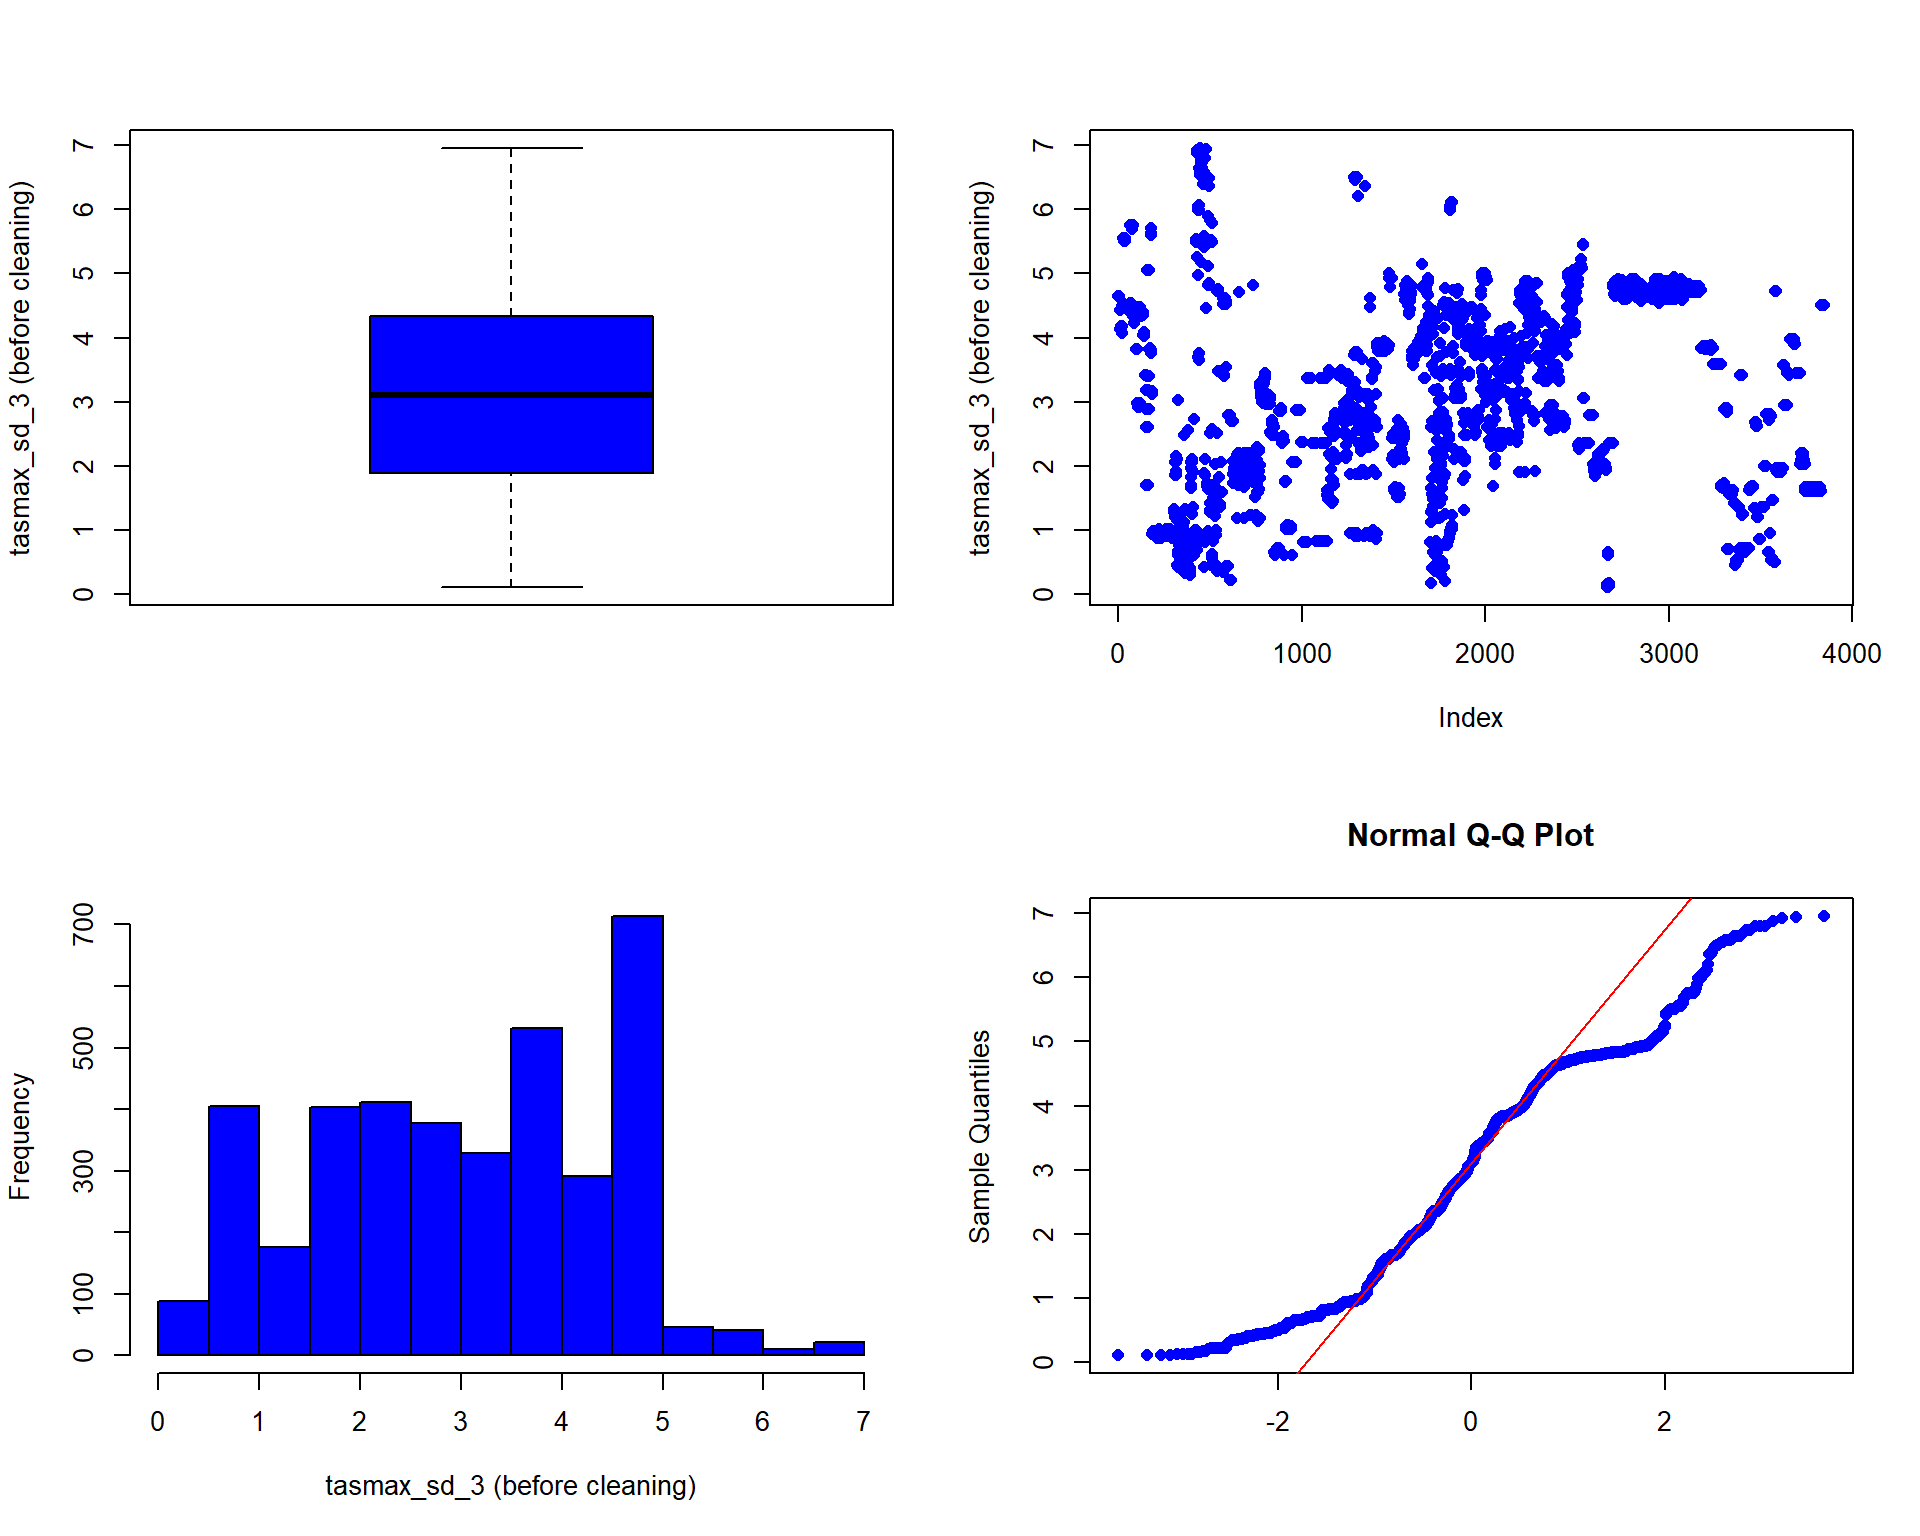 tasmax_sd_3 (before cleaning)
0 1 2 3 4 5 6 7
tasmax_sd_3 (before cleaning)
0 1 2 3 4 5 6 7
0 1000 2000 3000 4000
Index
Frequency
0 100 300 500 700
0 1 2 3 4 5 6 7
tasmax_sd_3 (before cleaning)
Normal Q-Q Plot
Sample Quantiles
0 1 2 3 4 5 6 7
-2 0 2